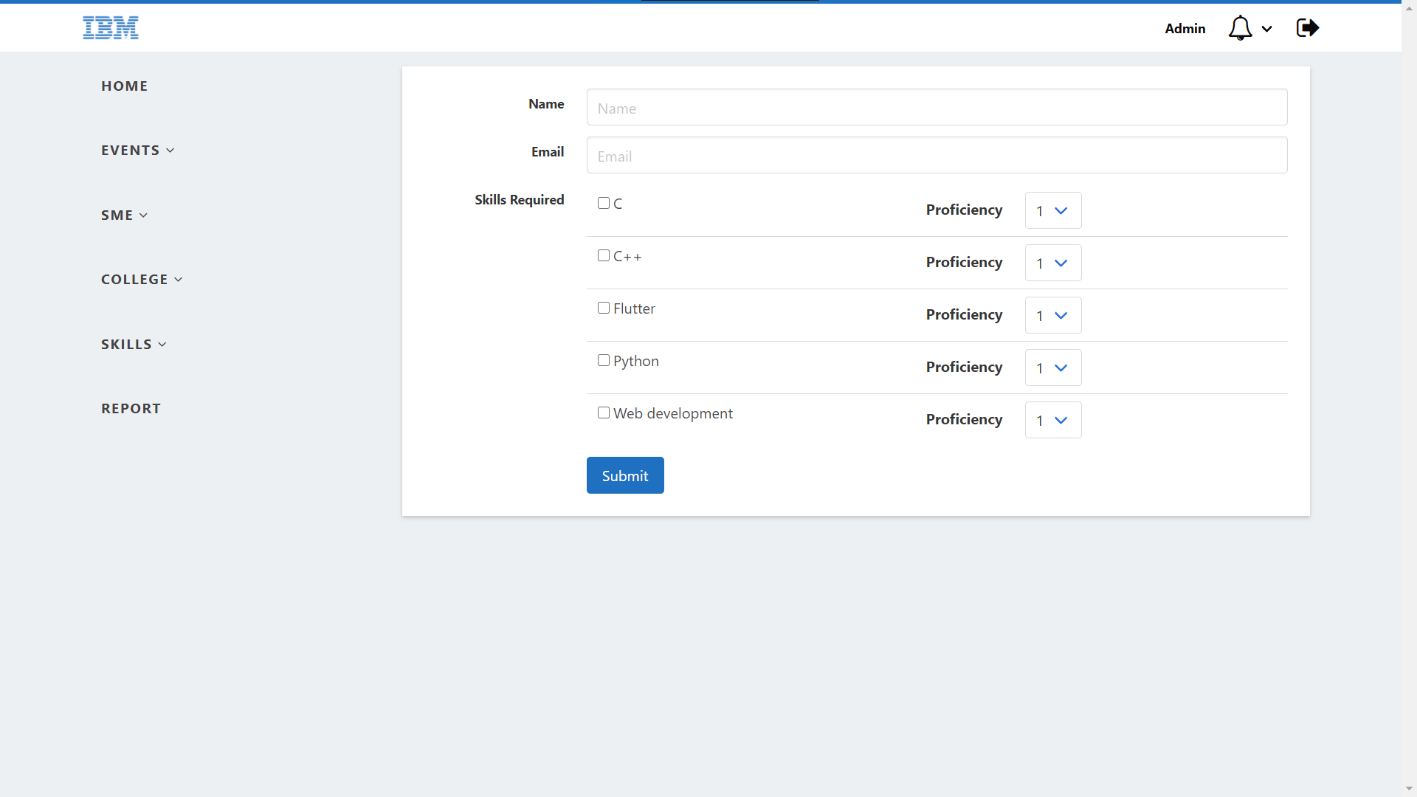 IBM
Admin
HOME
EVENTS
SME
COLLEGE
SKILLS
REPORT
Name
Name
Email
Email
Skills Required
C Proficiency 1
C++ Proficiency 1
Flutter Proficiency 1
Python Proficiency 1
Web development Proficiency 1
Submit